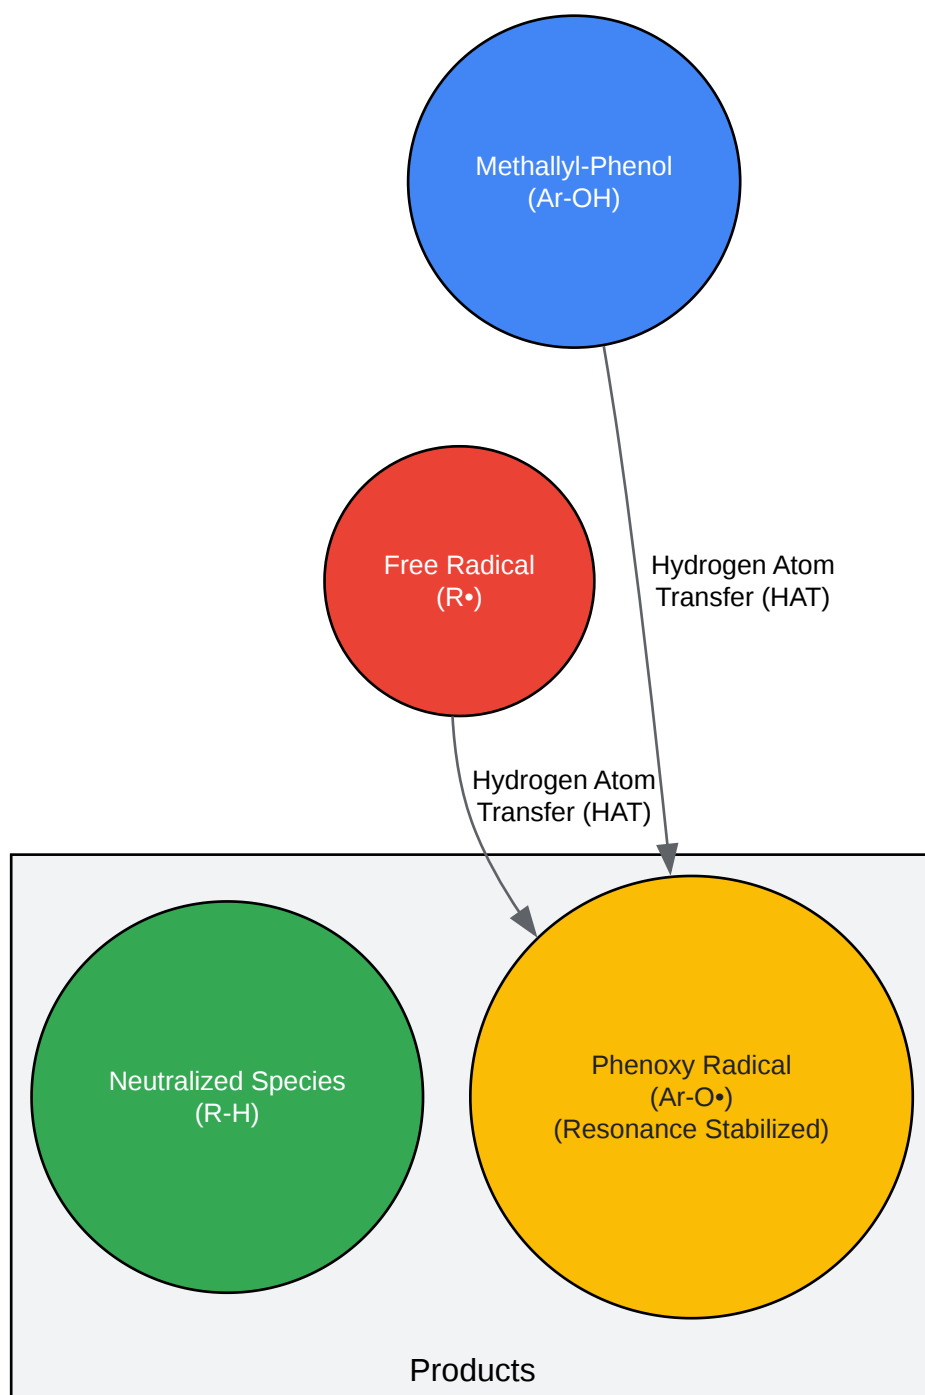 Methallyl-Phenol
(Ar-OH)
Free Radical
(R•)
Hydrogen Atom
Transfer (HAT)
Hydrogen Atom
Transfer (HAT)
Neutralized Species
(R-H)
Phenoxy Radical
(Ar-O•)
(Resonance Stabilized)
Products